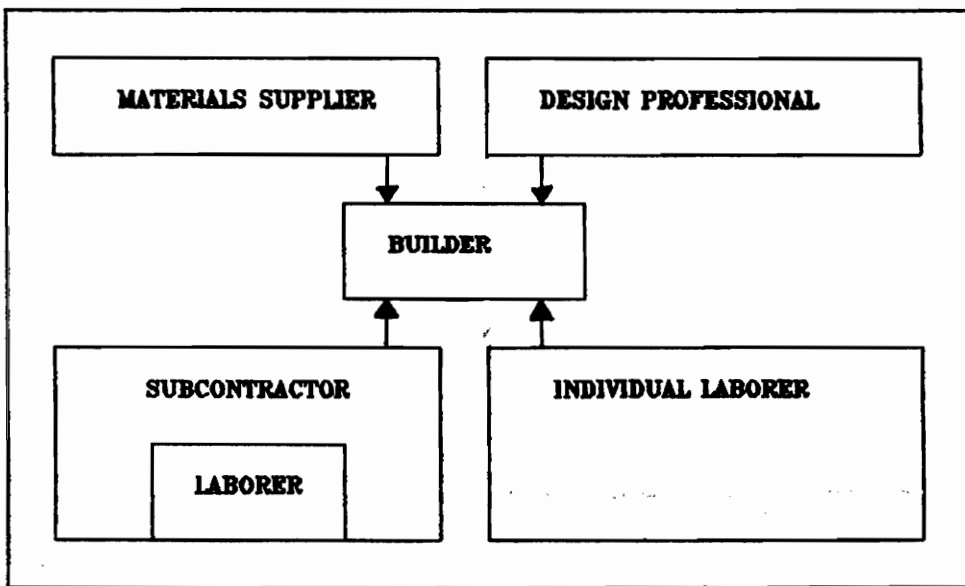 MATERIALS SUPPLIER
DESIGN PROFESSIONAL
BUILDER
SUBCONTRACTOR
INDIVIDUAL LABORER
LABORER